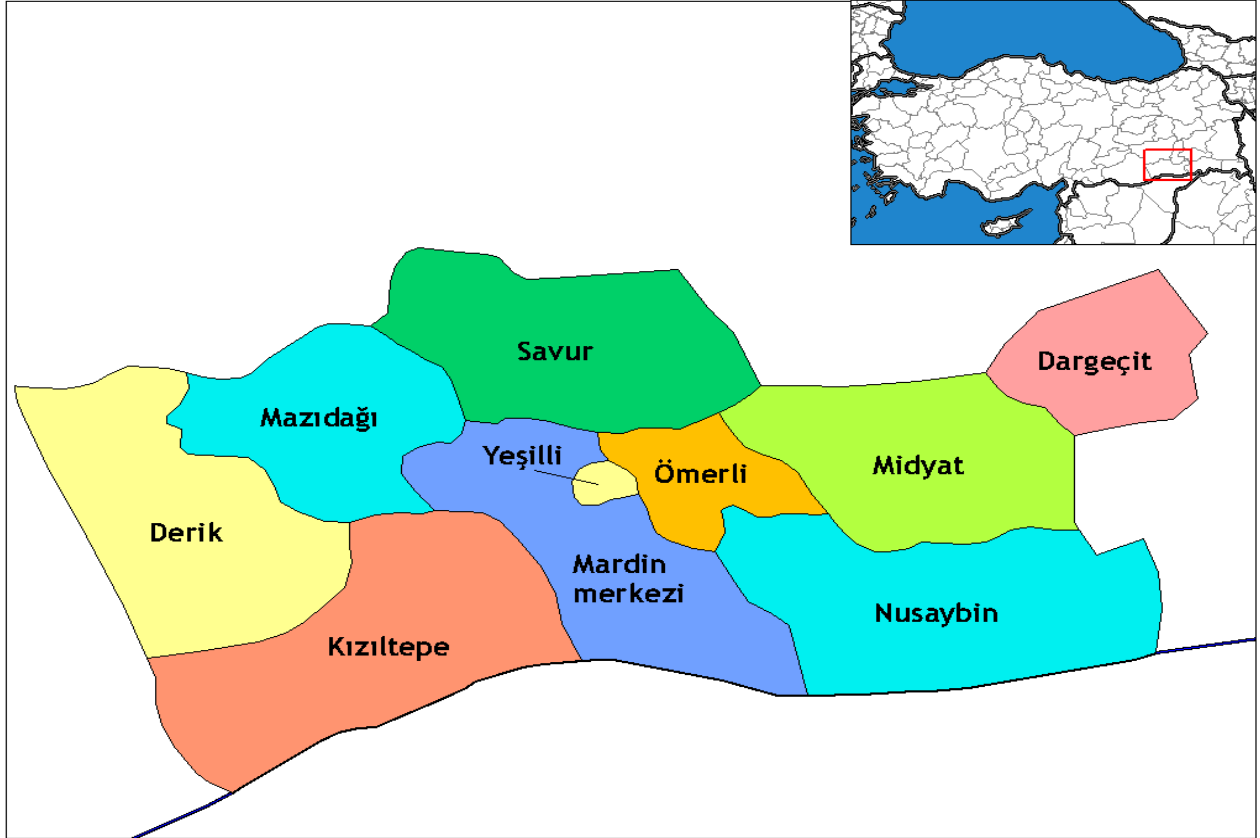 Savur
Dargeçit
Mazıdağı
Yeşilli
Ömerli
Midyat
Derik
Mardin
merkezi
Nusaybin
Kızıltepe